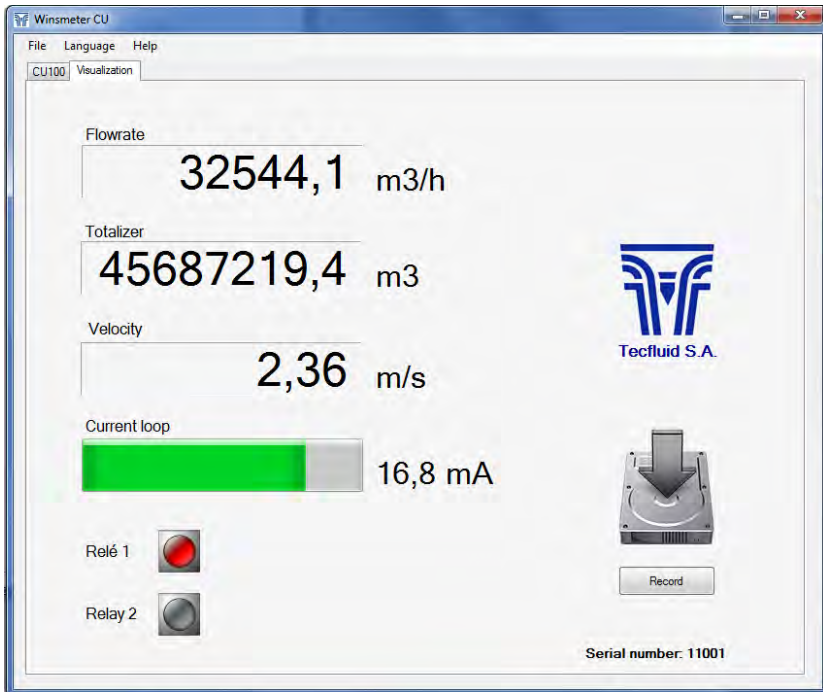 Winsmeter CU
File Language Help
CU100 Visualization
Flowrate
32544,1 m3/h
Totalizer
45687219,4 m3
Velocity
2,36 m/s
Tecfluid S.A.
Current loop
16,8 mA
Relé 1
Record
Relay 2
Serial number: 11001